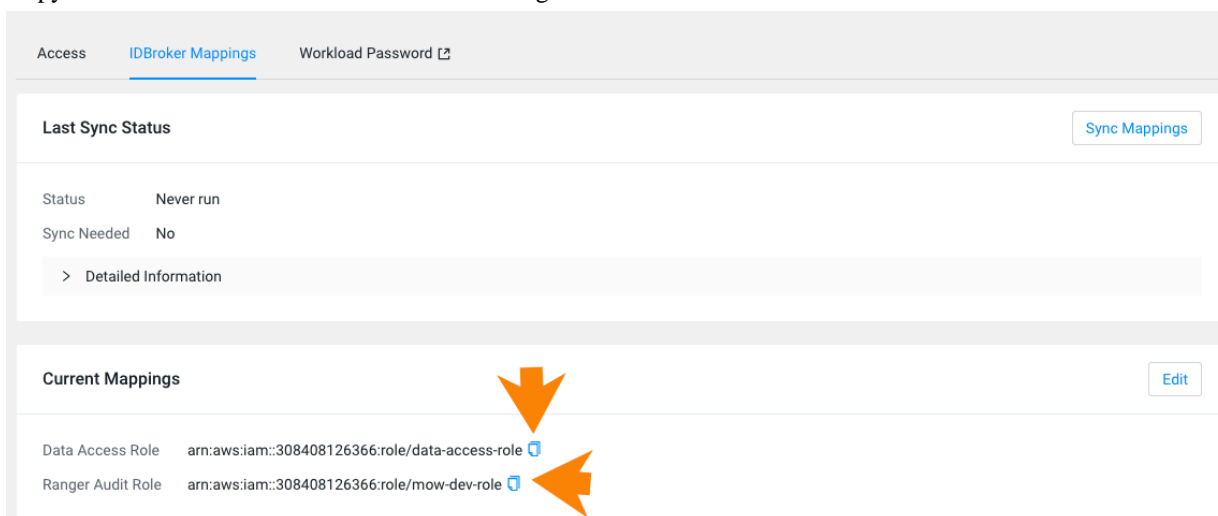 Access IDBroker Mappings Workload Password
Last Sync Status Sync Mappings
Status Never run
Sync Needed No
> Detailed Information
Current Mappings Edit
Data Access Role arn:aws:iam::308408126366:role/data-access-role
Ranger Audit Role arn:aws:iam::308408126366:role/mow-dev-role